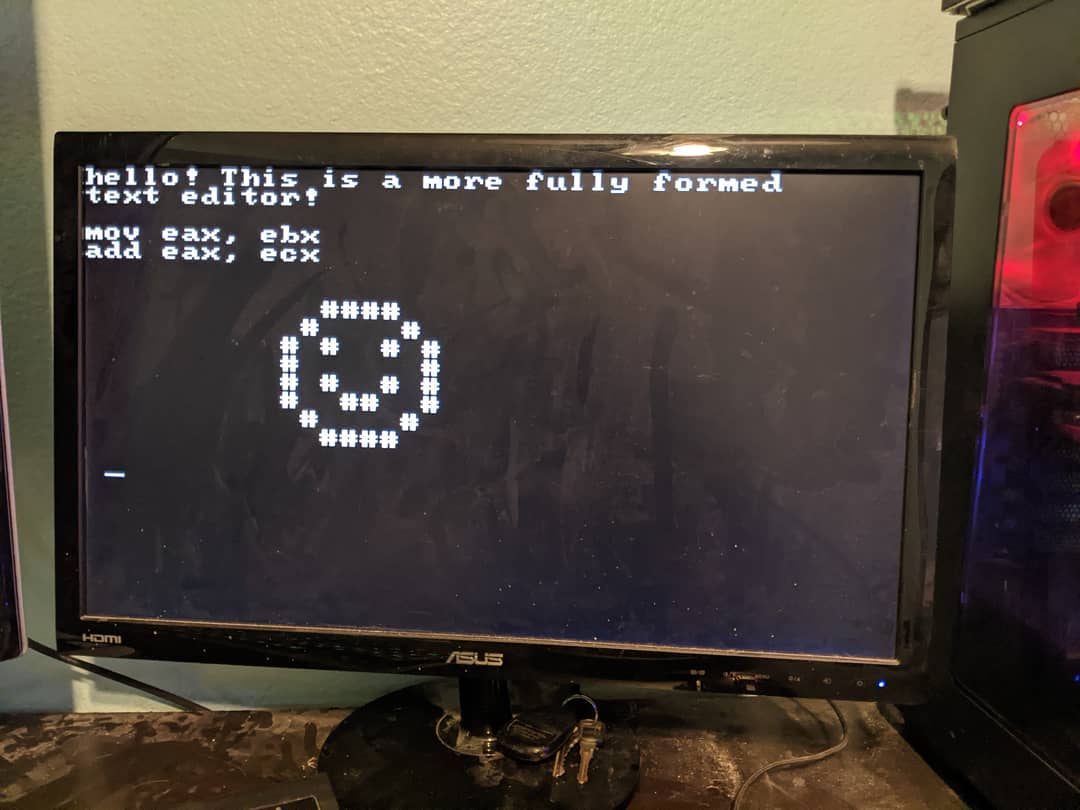 hello! This is a more fully formed
text editor!
mov eax, ebx
add eax, ecx
####
#    #
# #  # #
#      #
# #  # #
#  ##  #
#    #
####
HDMI
ASUS